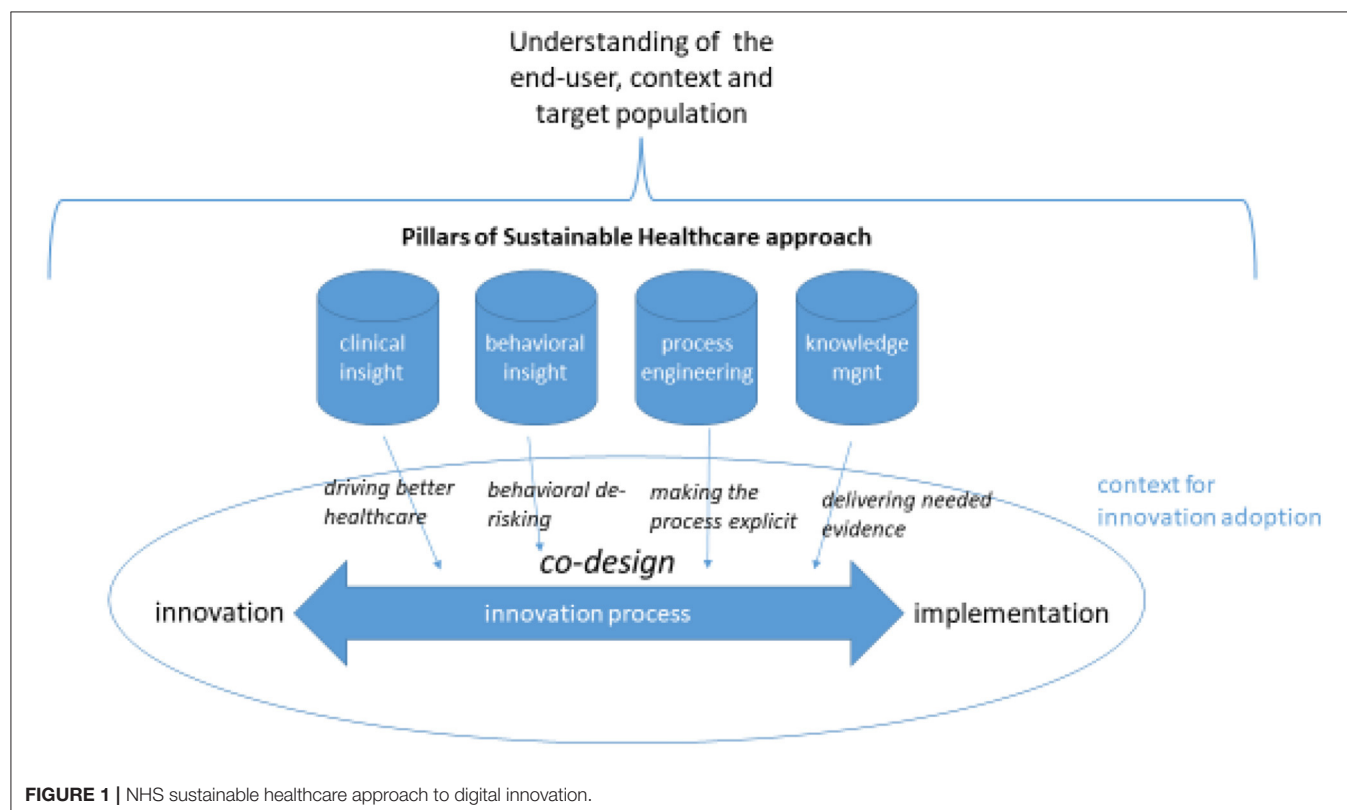 Understanding of the
end-user, context and
target population
Pillars of Sustainable Healthcare approach
clinical
insight
behavioral
insight
process
engineering
knowledge
mgnt
driving better
healthcare
behavioral de-
risking
making the
process explicit
delivering needed
evidence
context for
innovation adoption
co-design
innovation
innovation process
implementation
FIGURE 1 | NHS sustainable healthcare approach to digital innovation.